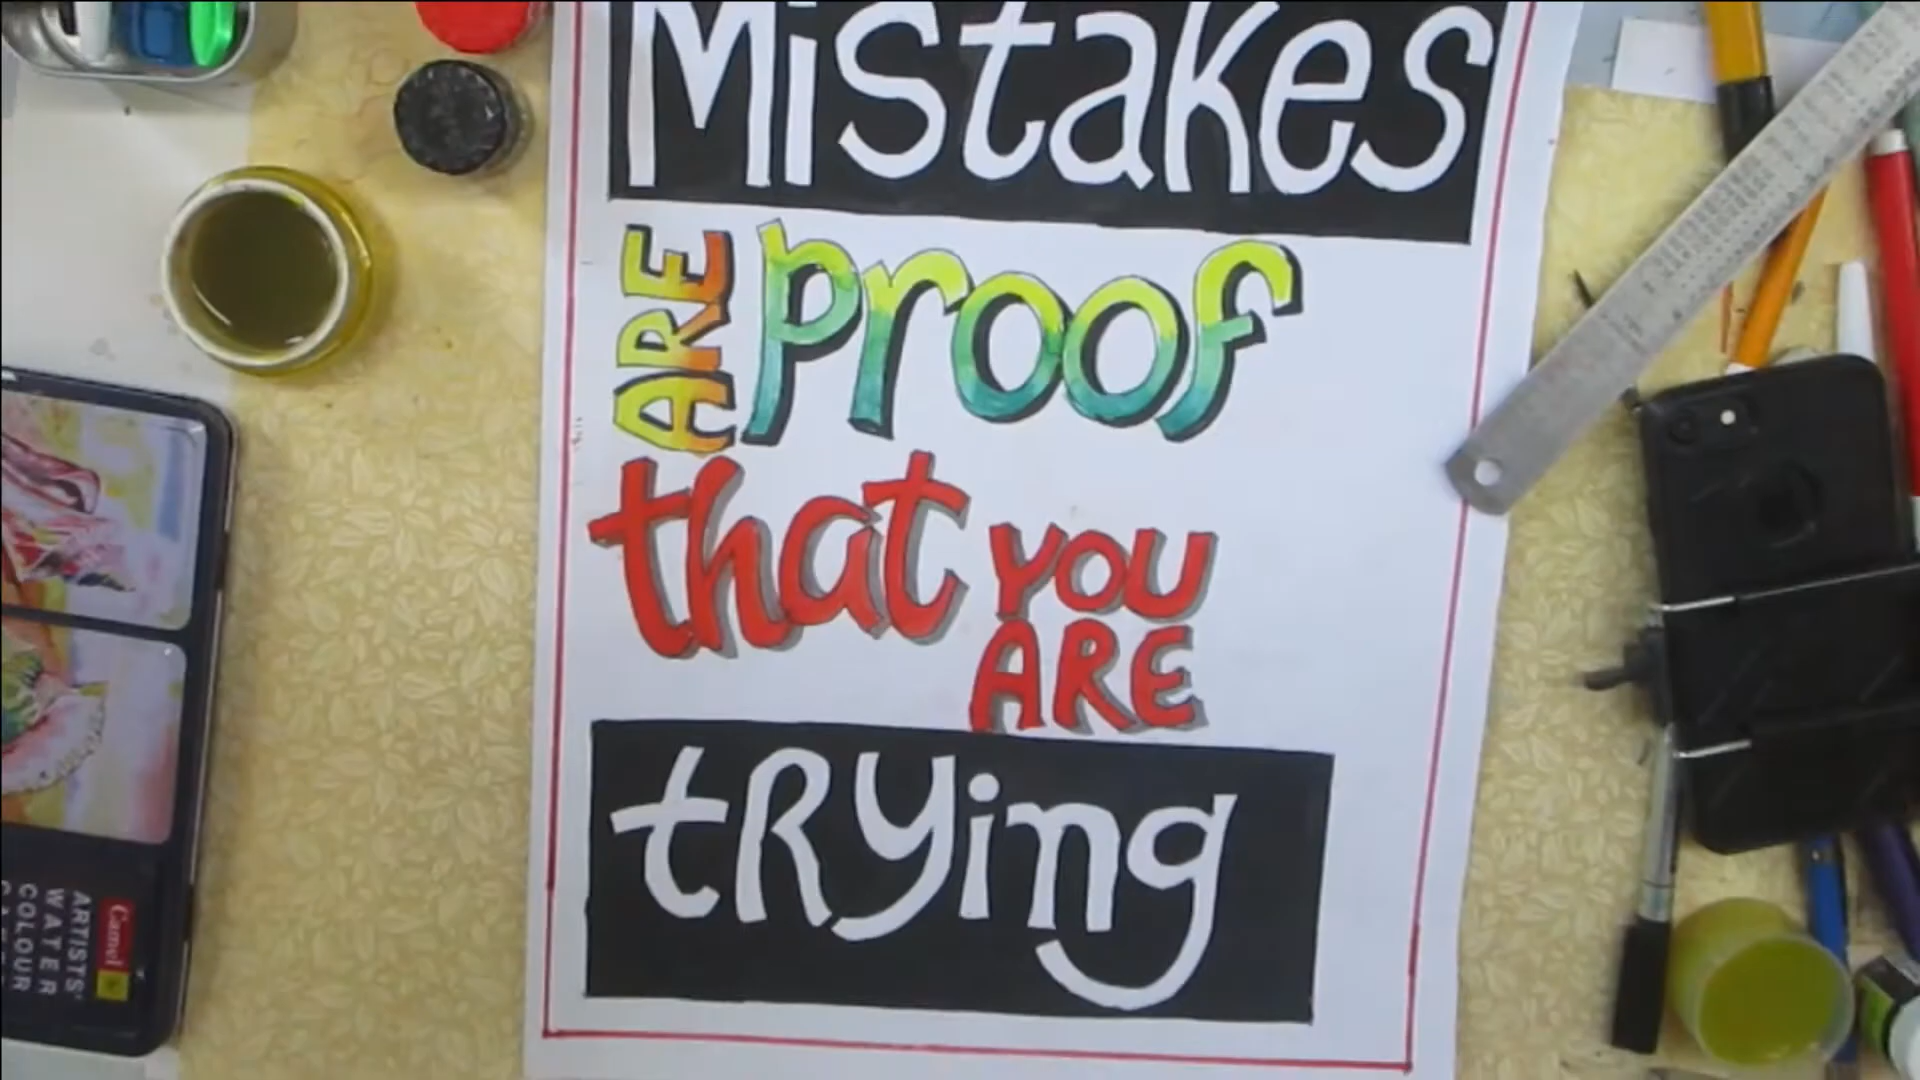 Mistakes
ARE proof
that you
ARE
tRying
Camel
ARTISTS'
WATER
COLOUR